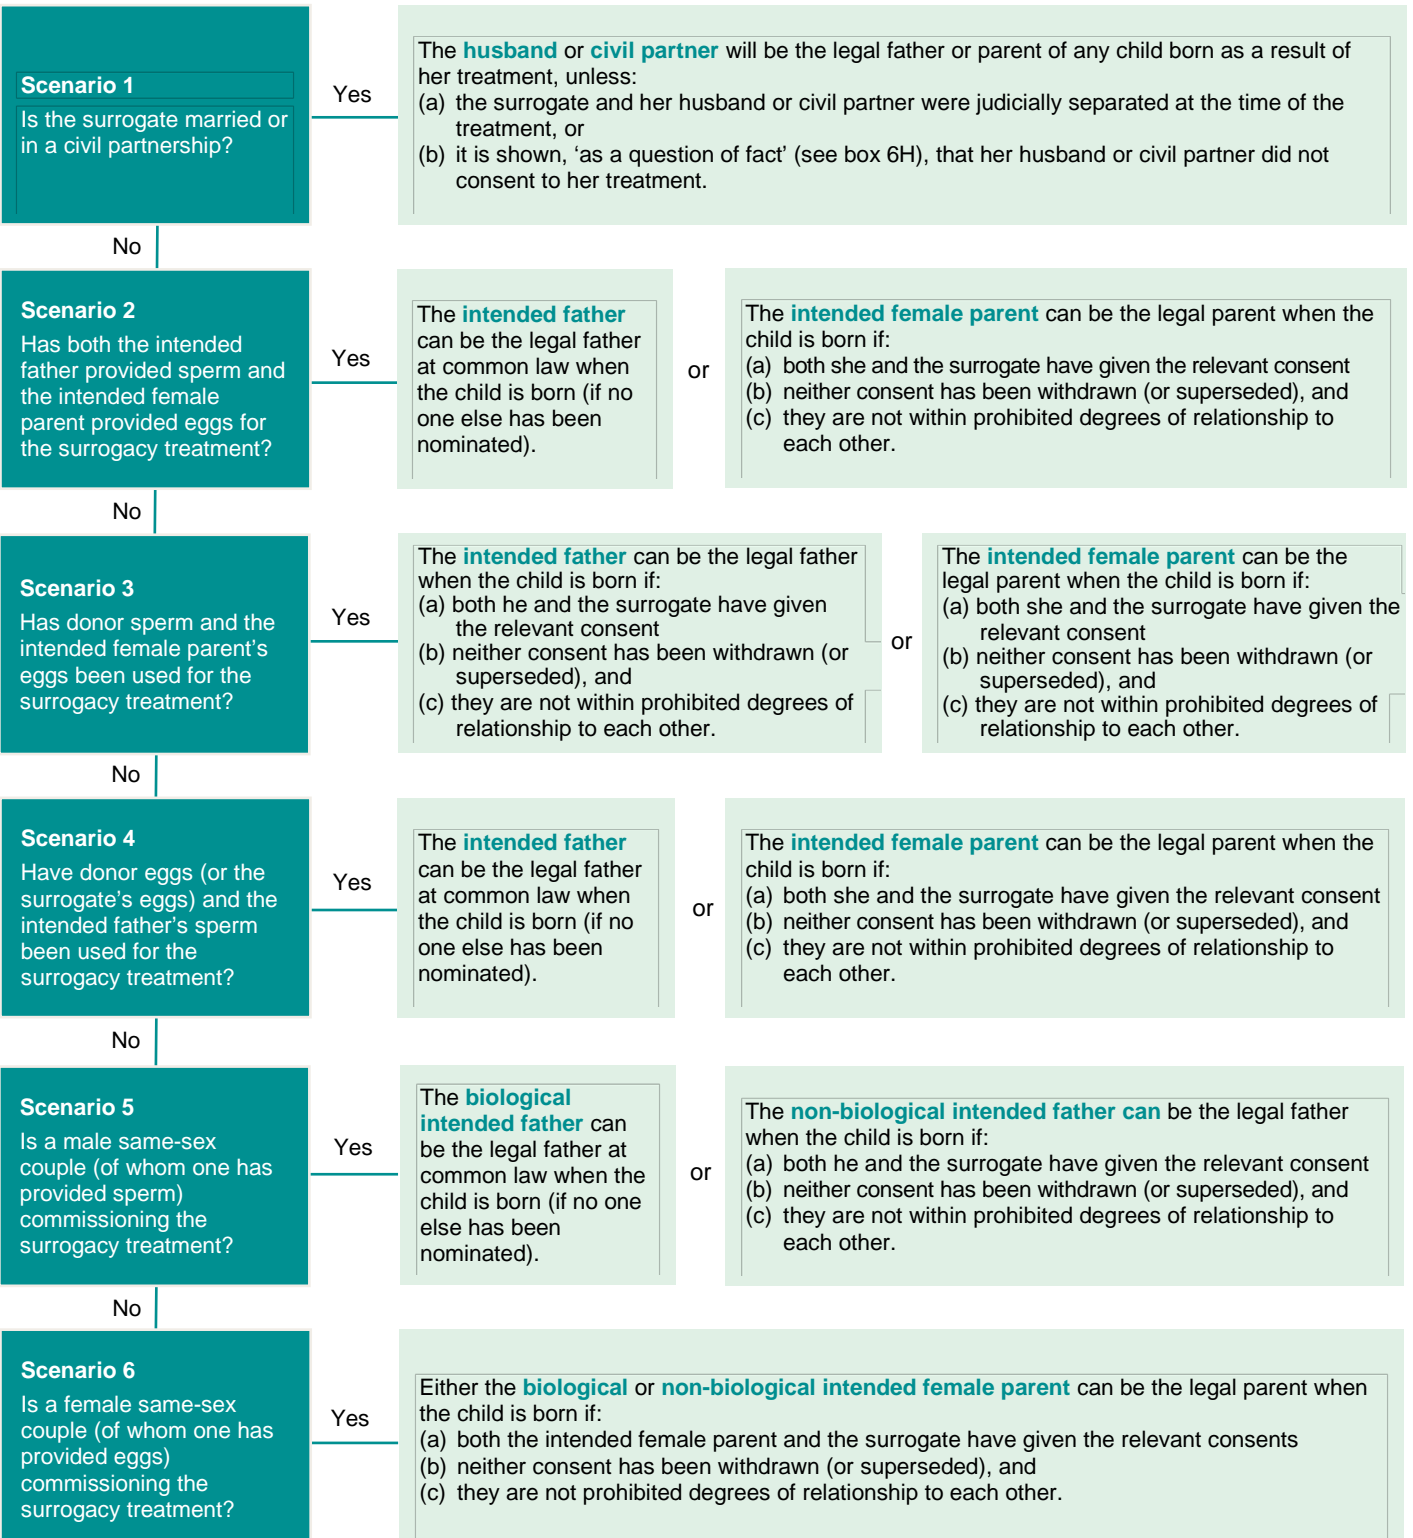 Scenario 1
Is the surrogate married or
in a civil partnership?
Yes
The husband or civil partner will be the legal father or parent of any child born as a result of
her treatment, unless:
(a) the surrogate and her husband or civil partner were judicially separated at the time of the
treatment, or
(b) it is shown, ‘as a question of fact’ (see box 6H), that her husband or civil partner did not
consent to her treatment.
No
Scenario 2
Has both the intended
father provided sperm and
the intended female
parent provided eggs for
the surrogacy treatment?
Yes
The intended father
can be the legal father
at common law when
the child is born (if no
one else has been
nominated).
or
The intended female parent can be the legal parent when the
child is born if:
(a) both she and the surrogate have given the relevant consent
(b) neither consent has been withdrawn (or superseded), and
(c) they are not within prohibited degrees of relationship to
each other.
No
Scenario 3
Has donor sperm and the
intended female parent’s
eggs been used for the
surrogacy treatment?
Yes
The intended father can be the legal father
when the child is born if:
(a) both he and the surrogate have given
the relevant consent
(b) neither consent has been withdrawn (or
superseded), and
(c) they are not within prohibited degrees of
relationship to each other.
or
The intended female parent can be the
legal parent when the child is born if:
(a) both she and the surrogate have given the
relevant consent
(b) neither consent has been withdrawn (or
superseded), and
(c) they are not within prohibited degrees of
relationship to each other.
No
Scenario 4
Have donor eggs (or the
surrogate’s eggs) and the
intended father’s sperm
been used for the
surrogacy treatment?
Yes
The intended father
can be the legal father
at common law when
the child is born (if no
one else has been
nominated).
or
The intended female parent can be the legal parent when the
child is born if:
(a) both she and the surrogate have given the relevant consent
(b) neither consent has been withdrawn (or superseded), and
(c) they are not within prohibited degrees of relationship to
each other.
No
Scenario 5
Is a male same-sex
couple (of whom one has
provided sperm)
commissioning the
surrogacy treatment?
Yes
The biological
intended father can
be the legal father at
common law when the
child is born (if no one
else has been
nominated).
or
The non-biological intended father can be the legal father
when the child is born if:
(a) both he and the surrogate have given the relevant consent
(b) neither consent has been withdrawn (or superseded), and
(c) they are not within prohibited degrees of relationship to
each other.
No
Scenario 6
Is a female same-sex
couple (of whom one has
provided eggs)
commissioning the
surrogacy treatment?
Yes
Either the biological or non-biological intended female parent can be the legal parent when
the child is born if:
(a) both the intended female parent and the surrogate have given the relevant consents
(b) neither consent has been withdrawn (or superseded), and
(c) they are not prohibited degrees of relationship to each other.